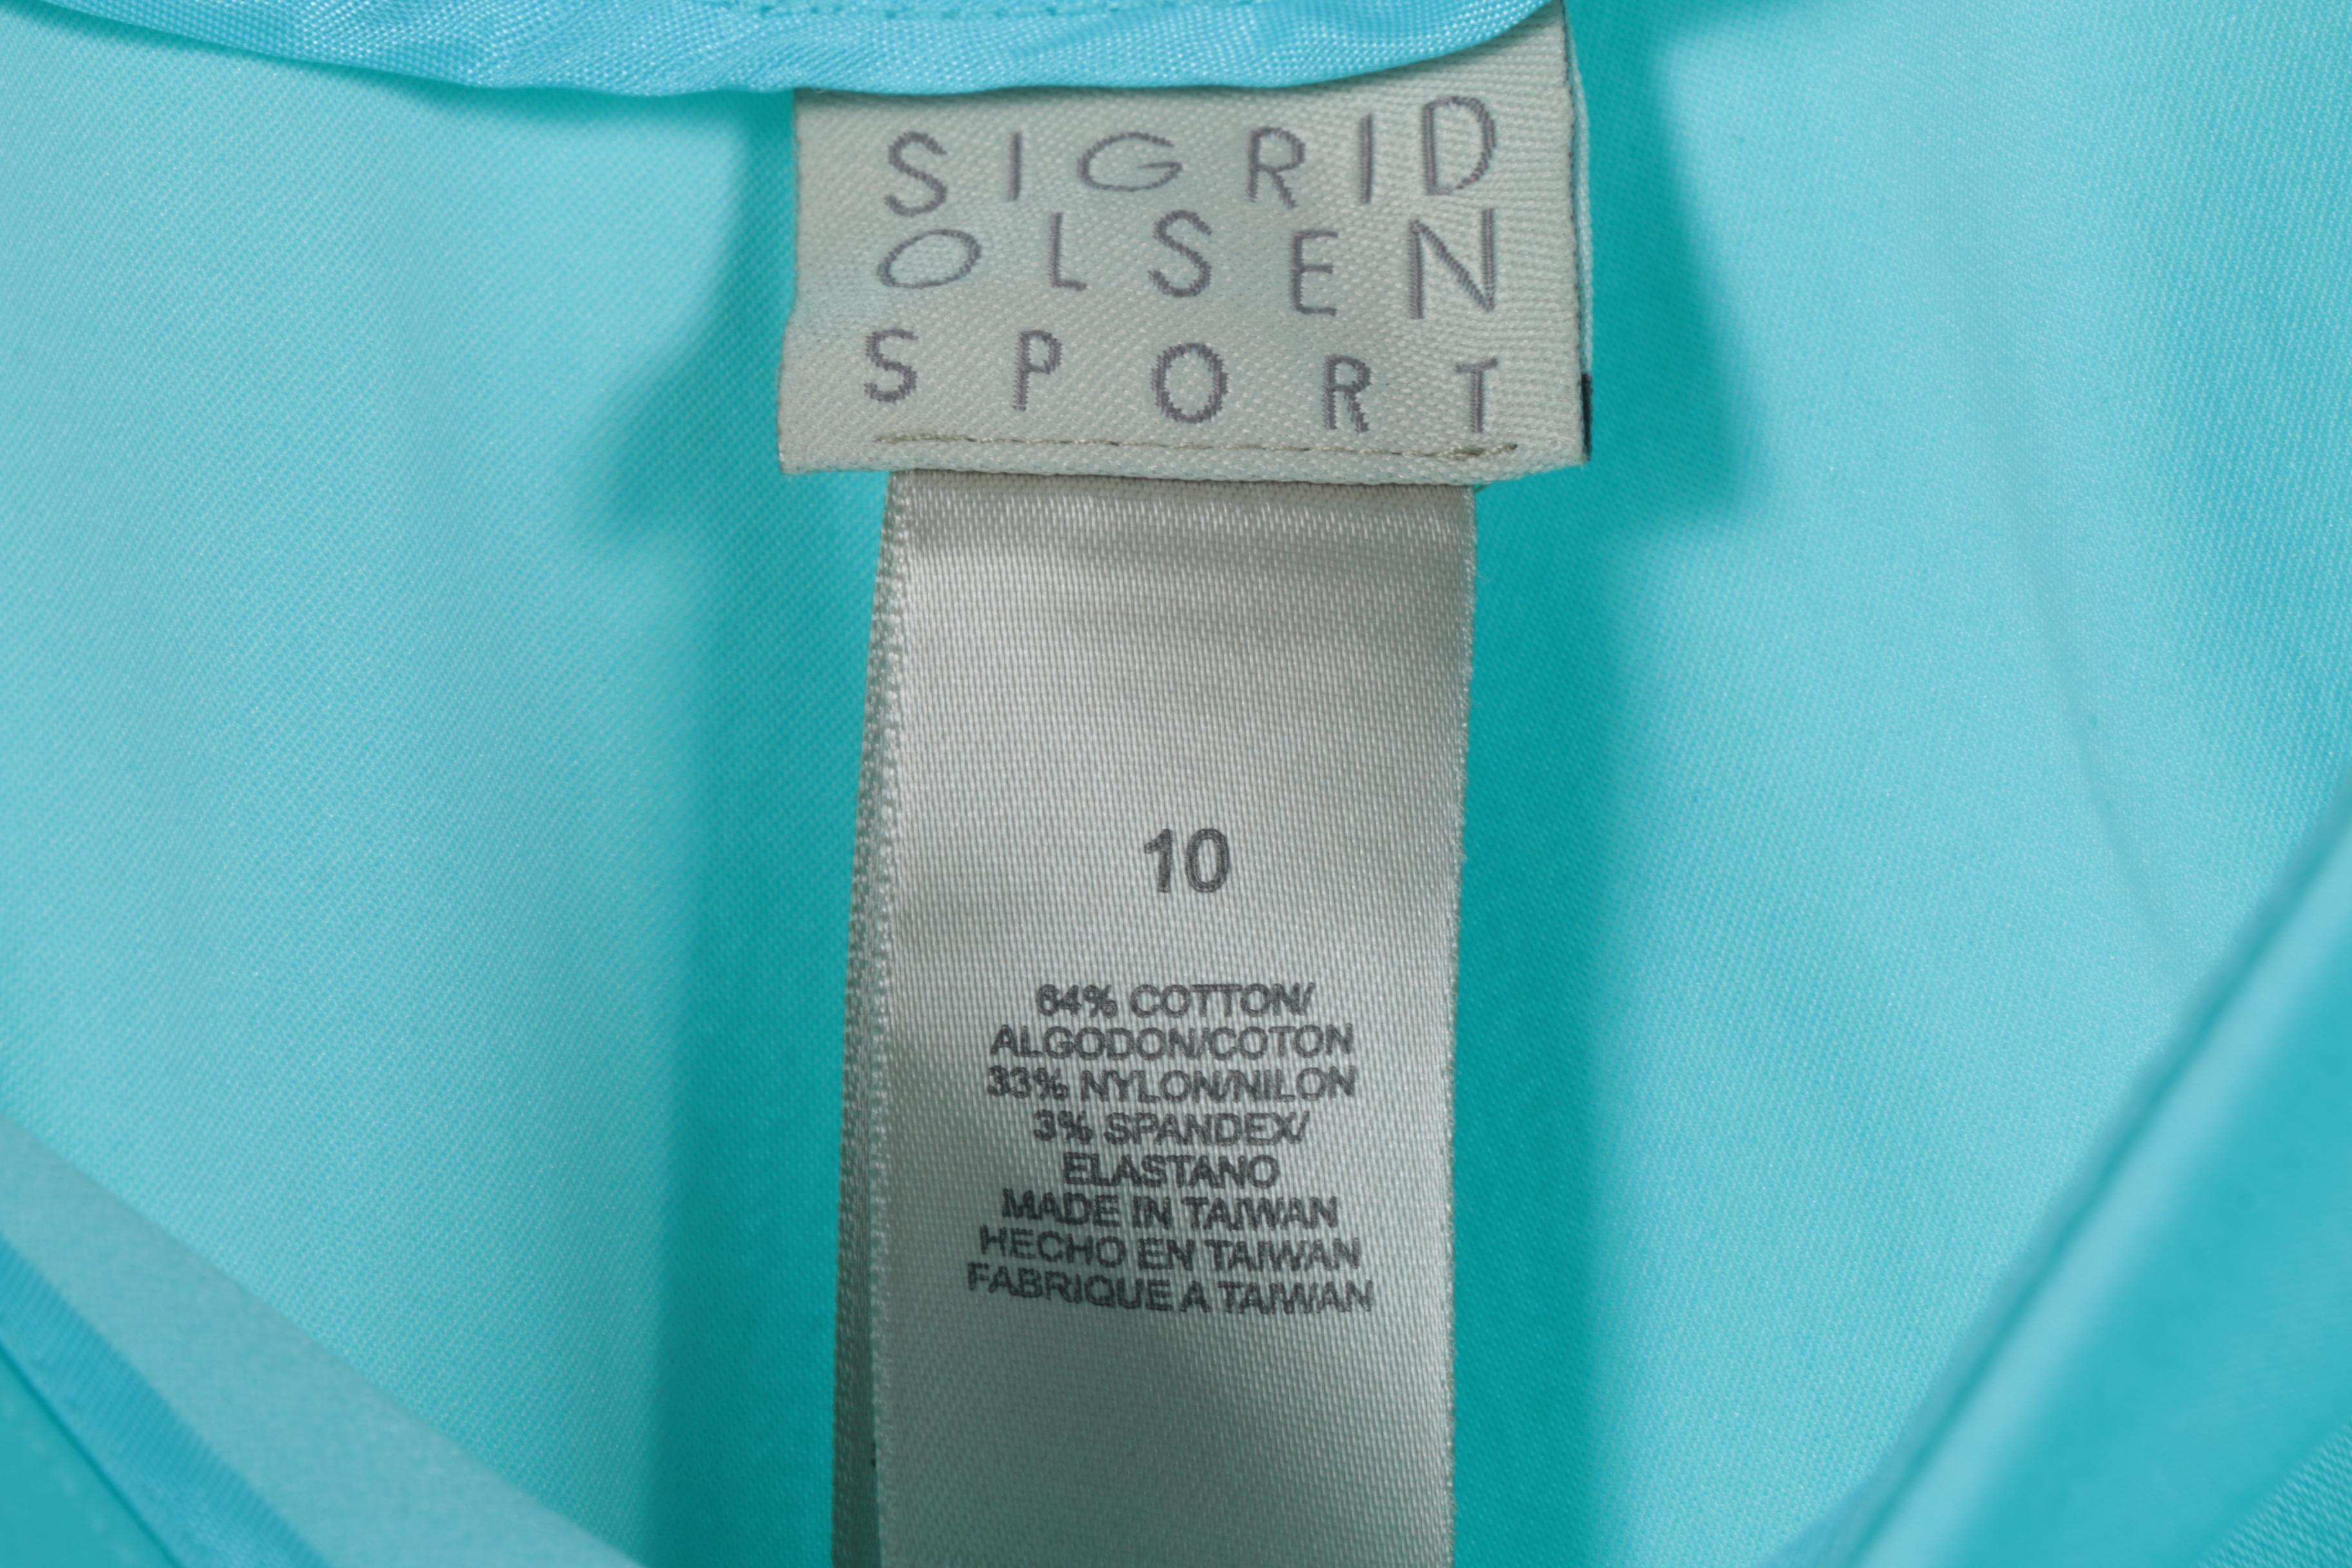 SIGRID
OLSEN
SPORT
10
64% COTTON/
ALGODON/COTON
33% NYLON/NILON
3% SPANDEX/
ELASTANO
MADE IN TAIWAN
HECHO EN TAIWAN
FABRIQUE A TAIWAN